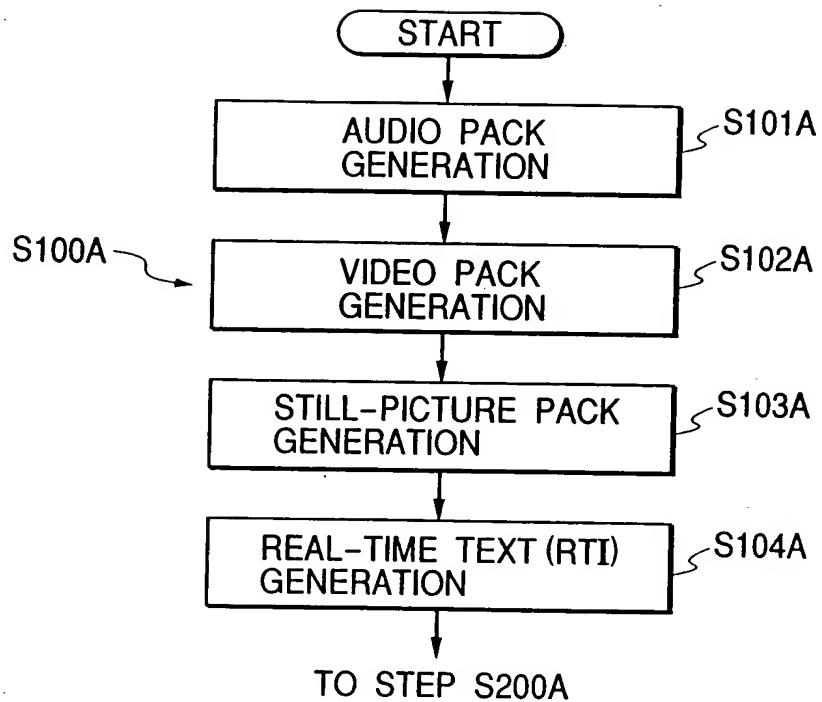 START
AUDIO PACK
GENERATION
S101A
S100A
VIDEO PACK
GENERATION
S102A
STILL-PICTURE PACK
GENERATION
S103A
REAL-TIME TEXT (RTI)
GENERATION
S104A
TO STEP S200A